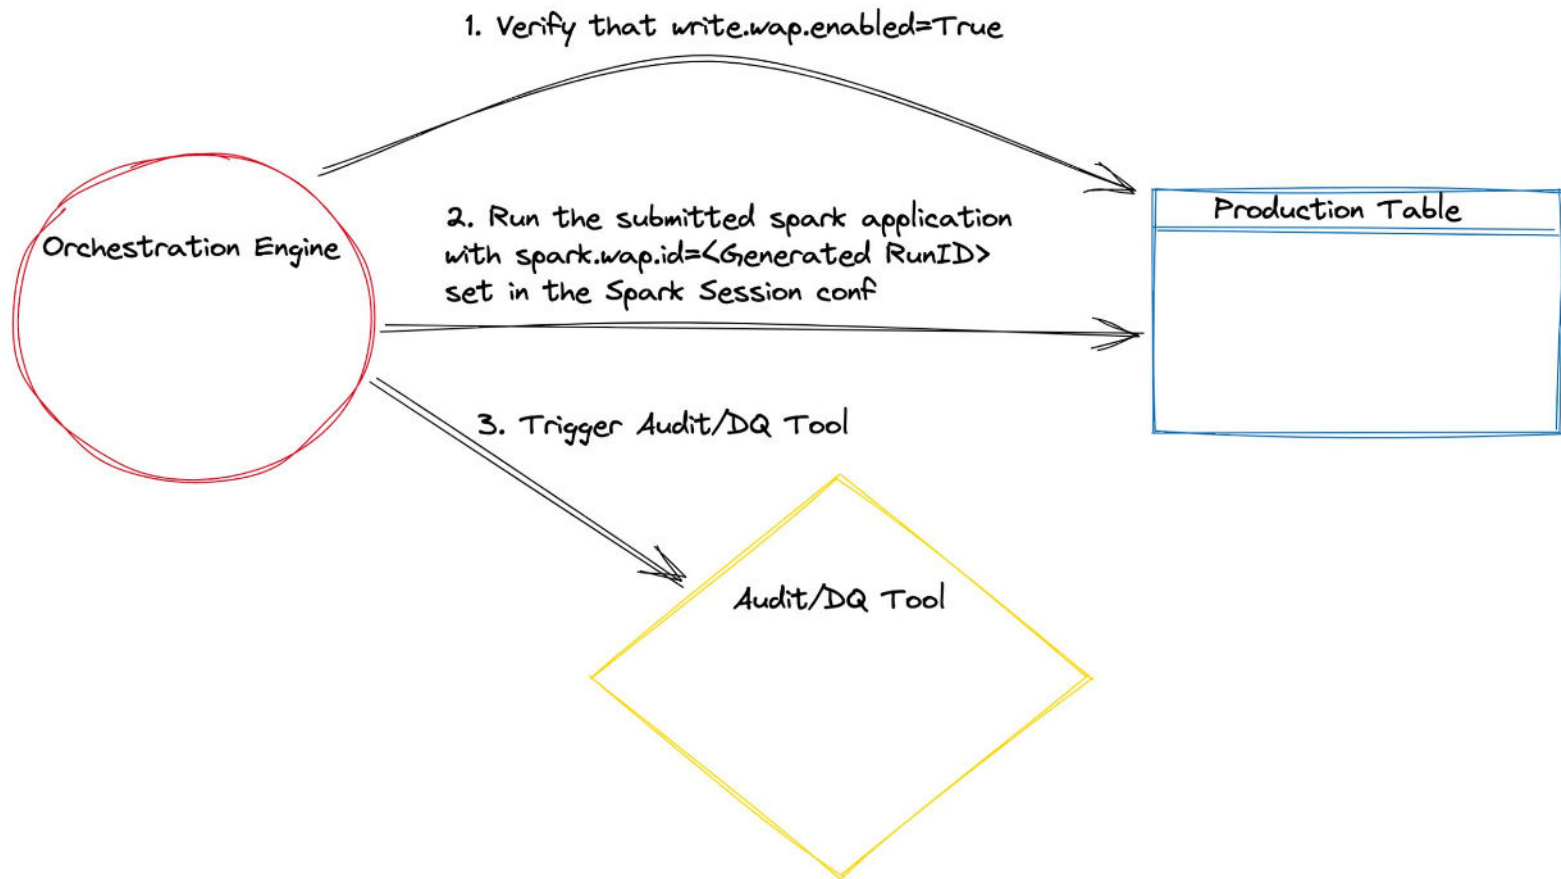 1. Verify that write.wap.enabled=True
Orchestration Engine
2. Run the submitted spark application
with spark.wap.id=<Generated RunID>
set in the Spark Session conf
Production Table
3. Trigger Audit/DQ Tool
Audit/DQ Tool